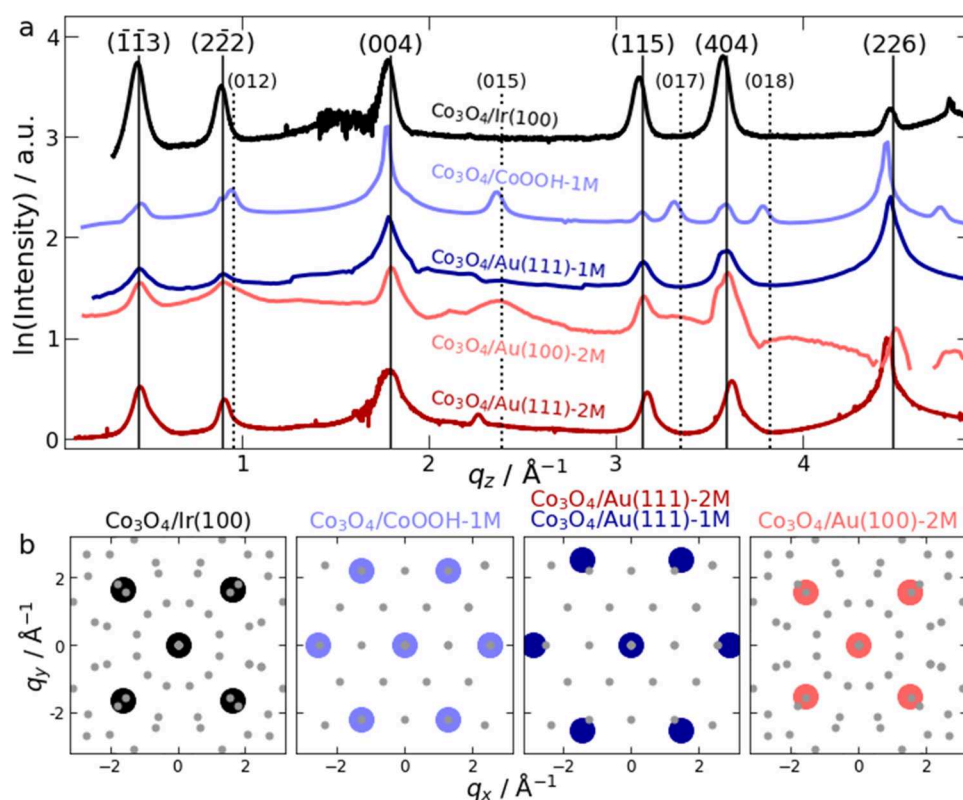 a
(1̄1̄3) (22̄2) (004) (115) (404) (226)
(012) (015) (017) (018)
Co₃O₄/Ir(100)
Co₃O₄/CoOOH-1M
Co₃O₄/Au(111)-1M
Co₃O₄/Au(100)-2M
Co₃O₄/Au(111)-2M
ln(Intensity) / a.u.
4
3
2
1
0
1 2 3 4
q_z / Å⁻¹
b
Co₃O₄/Ir(100) Co₃O₄/CoOOH-1M Co₃O₄/Au(111)-2M
Co₃O₄/Au(111)-1M Co₃O₄/Au(100)-2M
q_y / Å⁻¹
2
0
−2
−2 0 2 −2 0 2 −2 0 2 −2 0 2
q_x / Å⁻¹